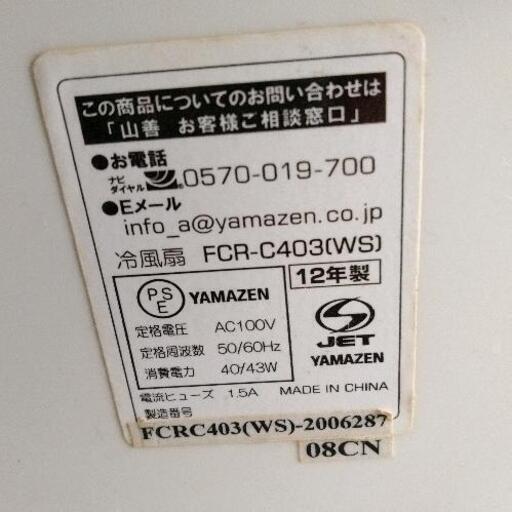 この商品についてのお問い合わせは
「山善 お客様ご相談窓口」
●お電話
ナビダイヤル 0570-019-700
●Eメール
info_a@yamazen.co.jp
冷風扇 FCR-C403(WS)
12年製
PSE YAMAZEN
定格電圧 AC100V
定格周波数 50/60Hz
消費電力 40/43W
JET
YAMAZEN
電流ヒューズ 1.5A MADE IN CHINA
製造番号
FCRC403(WS)-2006287
08CN